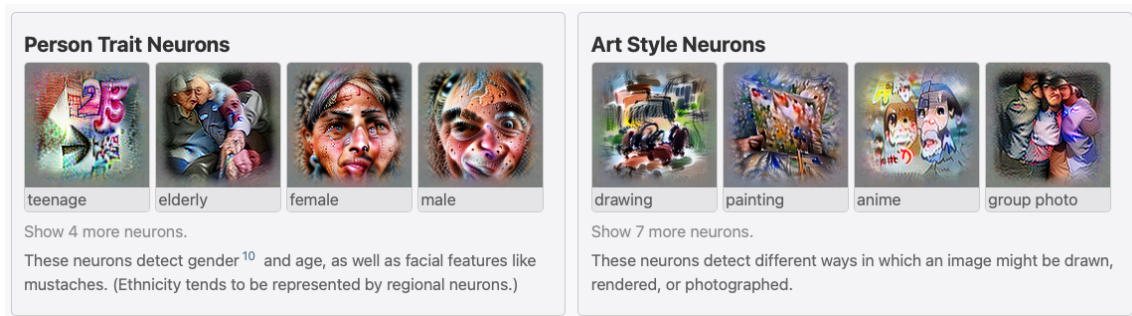 Person Trait Neurons
teenage
elderly
female
male
Show 4 more neurons.
These neurons detect gender 10 and age, as well as facial features like
mustaches. (Ethnicity tends to be represented by regional neurons.)
Art Style Neurons
drawing
painting
anime
group photo
Show 7 more neurons.
These neurons detect different ways in which an image might be drawn,
rendered, or photographed.